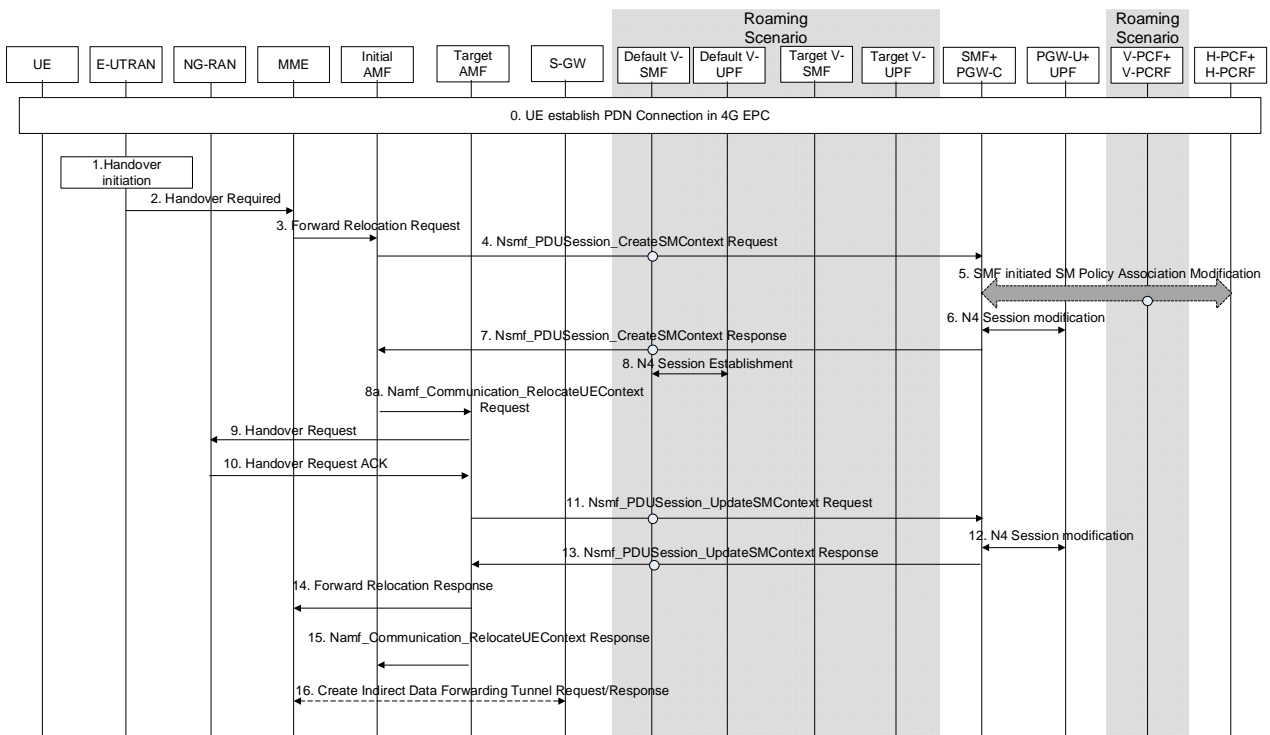 Roaming
Scenario
Roaming
Scenario
UE
E-UTRAN
NG-RAN
MME
Initial
AMF
Target
AMF
S-GW
Default V-
SMF
Default V-
UPF
Target V-
SMF
Target V-
UPF
SMF+
PGW-C
PGW-U+
UPF
V-PCF+
V-PCRF
H-PCF+
H-PCRF
0. UE establish PDN Connection in 4G EPC
1.Handover
initiation
2. Handover Required
3. Forward Relocation Request
4. Nsmf_PDUSession_CreateSMContext Request
5. SMF initiated SM Policy Association Modification
6. N4 Session modification
7. Nsmf_PDUSession_CreateSMContext Response
8. N4 Session Establishment
8a. Namf_Communication_RelocateUEContext
Request
9. Handover Request
10. Handover Request ACK
11. Nsmf_PDUSession_UpdateSMContext Request
12. N4 Session modification
13. Nsmf_PDUSession_UpdateSMContext Response
14. Forward Relocation Response
15. Namf_Communication_RelocateUEContext Response
16. Create Indirect Data Forwarding Tunnel Request/Response